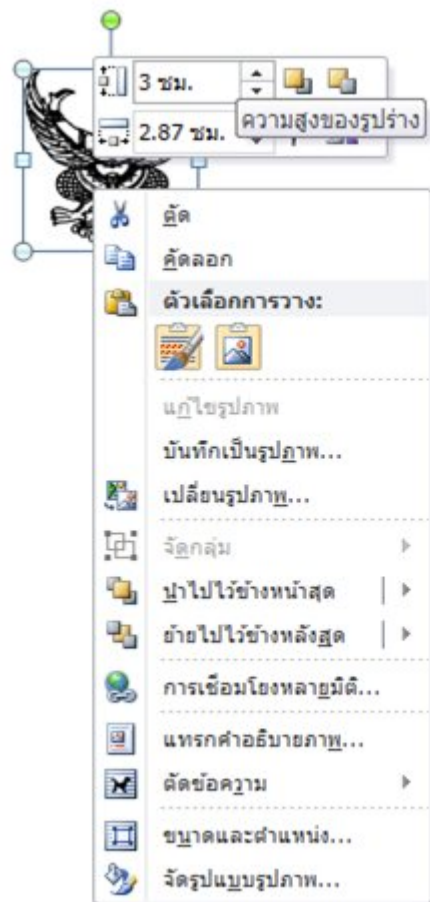 3 ซม.
ความสูงของรูปร่าง
2.87 ซม.
ตัด
คัดลอก
ตัวเลือกการวาง:
แก้ไขรูปภาพ
บันทึกเป็นรูปภาพ...
เปลี่ยนรูปภาพ...
จัดกลุ่ม
นำไปไว้ข้างหน้าสุด
ย้ายไปไว้ข้างหลังสุด
การเชื่อมโยงหลายมิติ...
แทรกคำอธิบายภาพ...
ตัดข้อความ
ขนาดและตำแหน่ง...
จัดรูปแบบรูปภาพ...